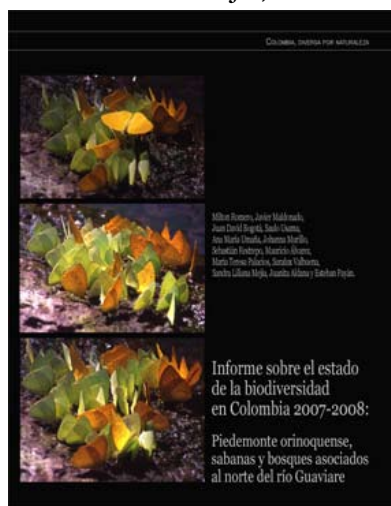 COLOMBIA, DIVERSA POR NATURALEZA
Milton Romero, Javier Maldonado,
Juan David Bogotá, Saulo Usma,
Ana María Umaña, Johanna Murillo,
Sebastián Restrepo, Mauricio Álvarez,
María Teresa Palacios, Saralux Valbuena,
Sandra Liliana Mejía, Juanita Aldana y Esteban Payán.
Informe sobre el estado
de la biodiversidad
en Colombia 2007-2008:
Piedemonte orinoquense,
sabanas y bosques asociados
al norte del río Guaviare